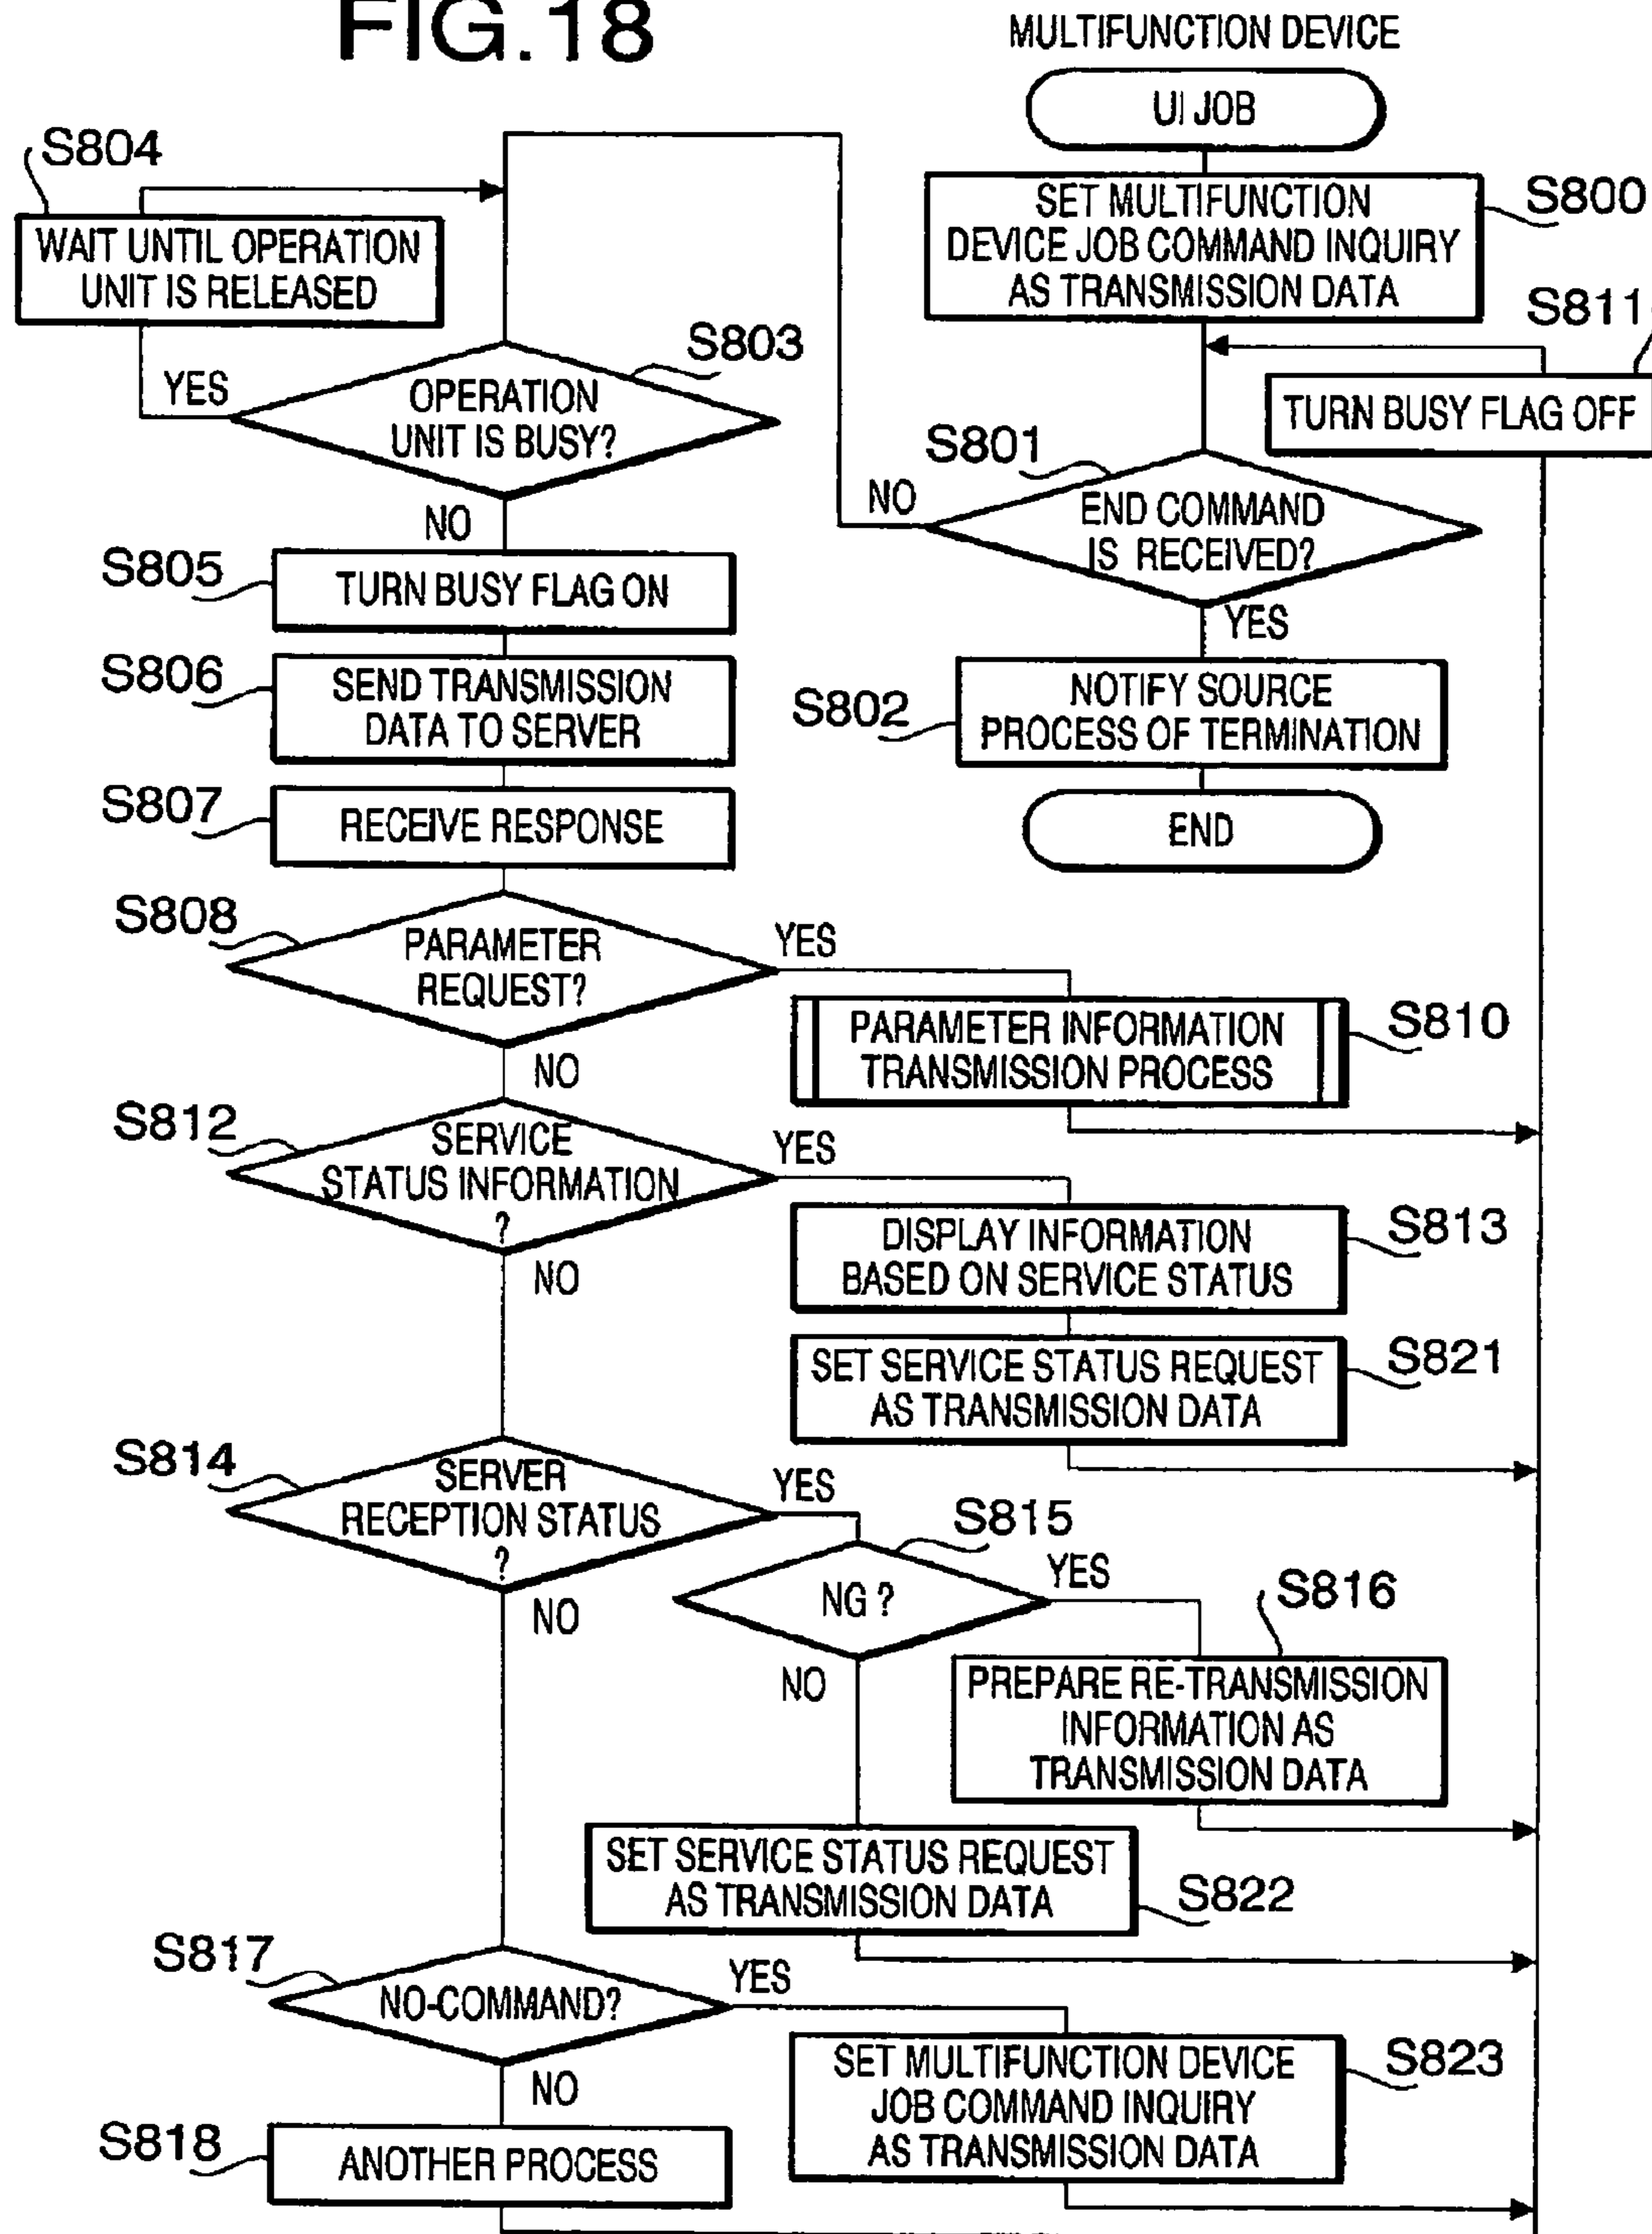 FIG.18
MULTIFUNCTION DEVICE
UI JOB
S800
SET MULTIFUNCTION
DEVICE JOB COMMAND INQUIRY
AS TRANSMISSION DATA
S811
TURN BUSY FLAG OFF
S801
END COMMAND
IS RECEIVED?
NO
YES
S802
NOTIFY SOURCE
PROCESS OF TERMINATION
END
S804
WAIT UNTIL OPERATION
UNIT IS RELEASED
S803
YES
OPERATION
UNIT IS BUSY?
NO
S805
TURN BUSY FLAG ON
S806
SEND TRANSMISSION
DATA TO SERVER
S807
RECEIVE RESPONSE
S808
PARAMETER
REQUEST?
YES
NO
S810
PARAMETER INFORMATION
TRANSMISSION PROCESS
S812
SERVICE
STATUS INFORMATION
?
YES
NO
S813
DISPLAY INFORMATION
BASED ON SERVICE STATUS
S821
SET SERVICE STATUS REQUEST
AS TRANSMISSION DATA
S814
SERVER
RECEPTION STATUS
?
YES
NO
S815
NG ?
YES
NO
S816
PREPARE RE-TRANSMISSION
INFORMATION AS
TRANSMISSION DATA
SET SERVICE STATUS REQUEST
AS TRANSMISSION DATA
S822
S817
NO-COMMAND?
YES
NO
S823
SET MULTIFUNCTION DEVICE
JOB COMMAND INQUIRY
AS TRANSMISSION DATA
S818
ANOTHER PROCESS